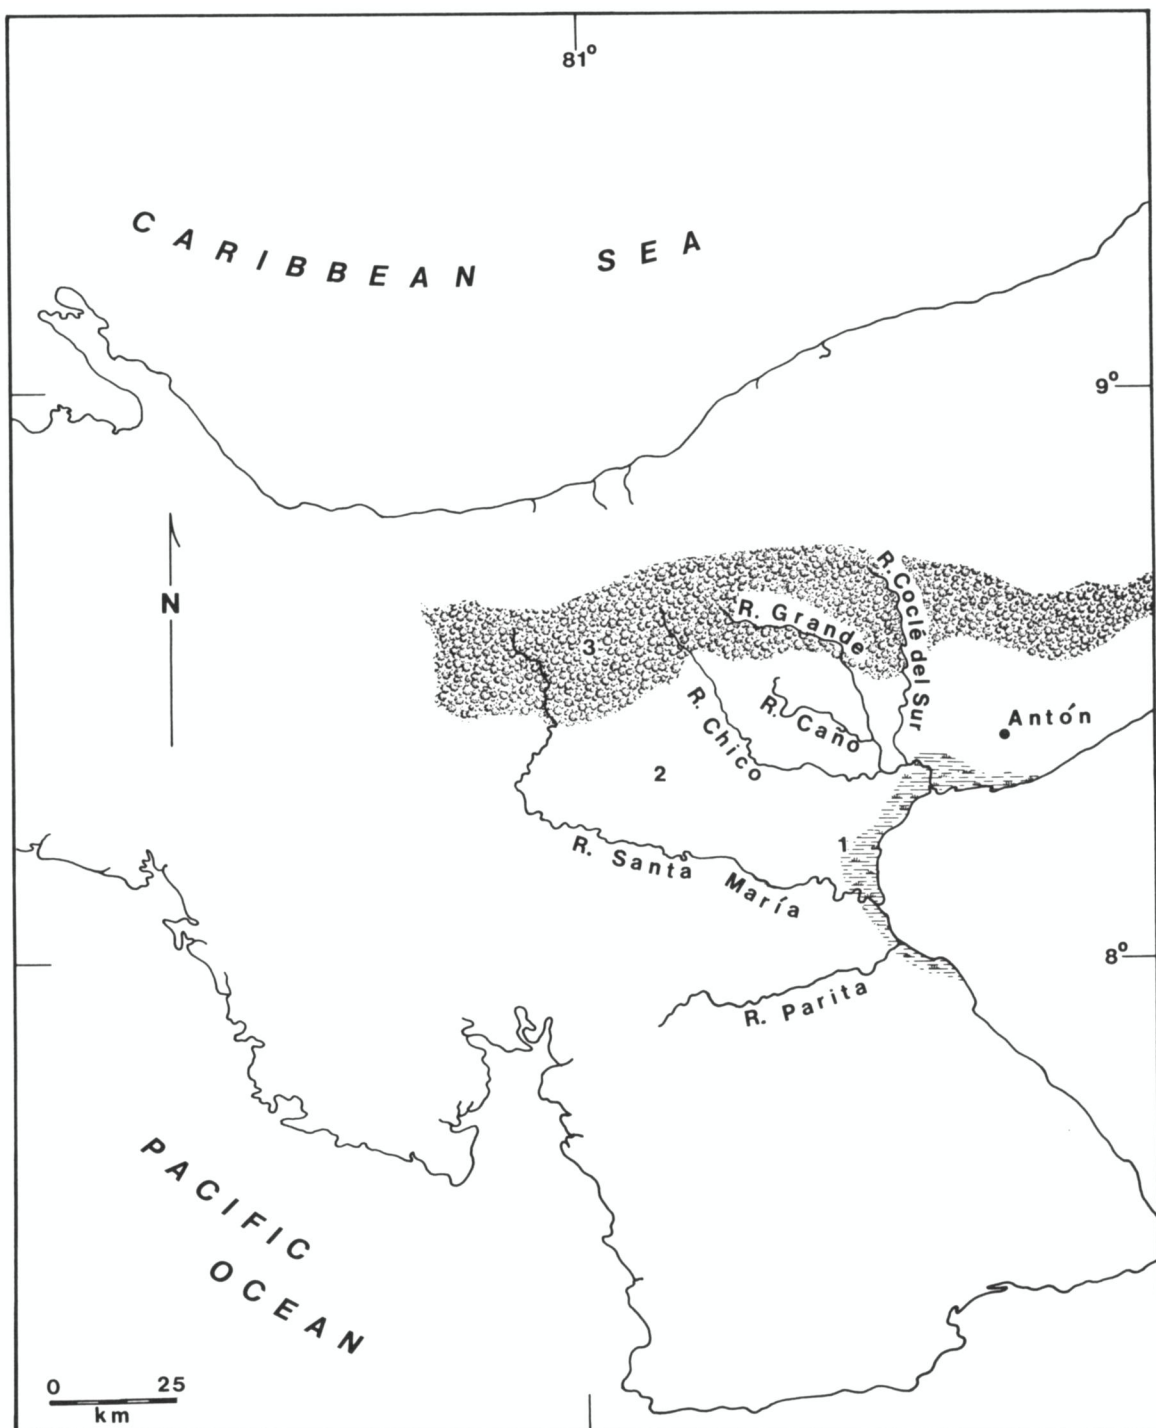 81°
CARIBBEAN SEA
9°
N
R. Coclé del Sur
R. Grande
3
R. Caño
Antón
R. Chico
2
1
R. Santa María
8°
R. Parita
PACIFIC
OCEAN
0 25
km